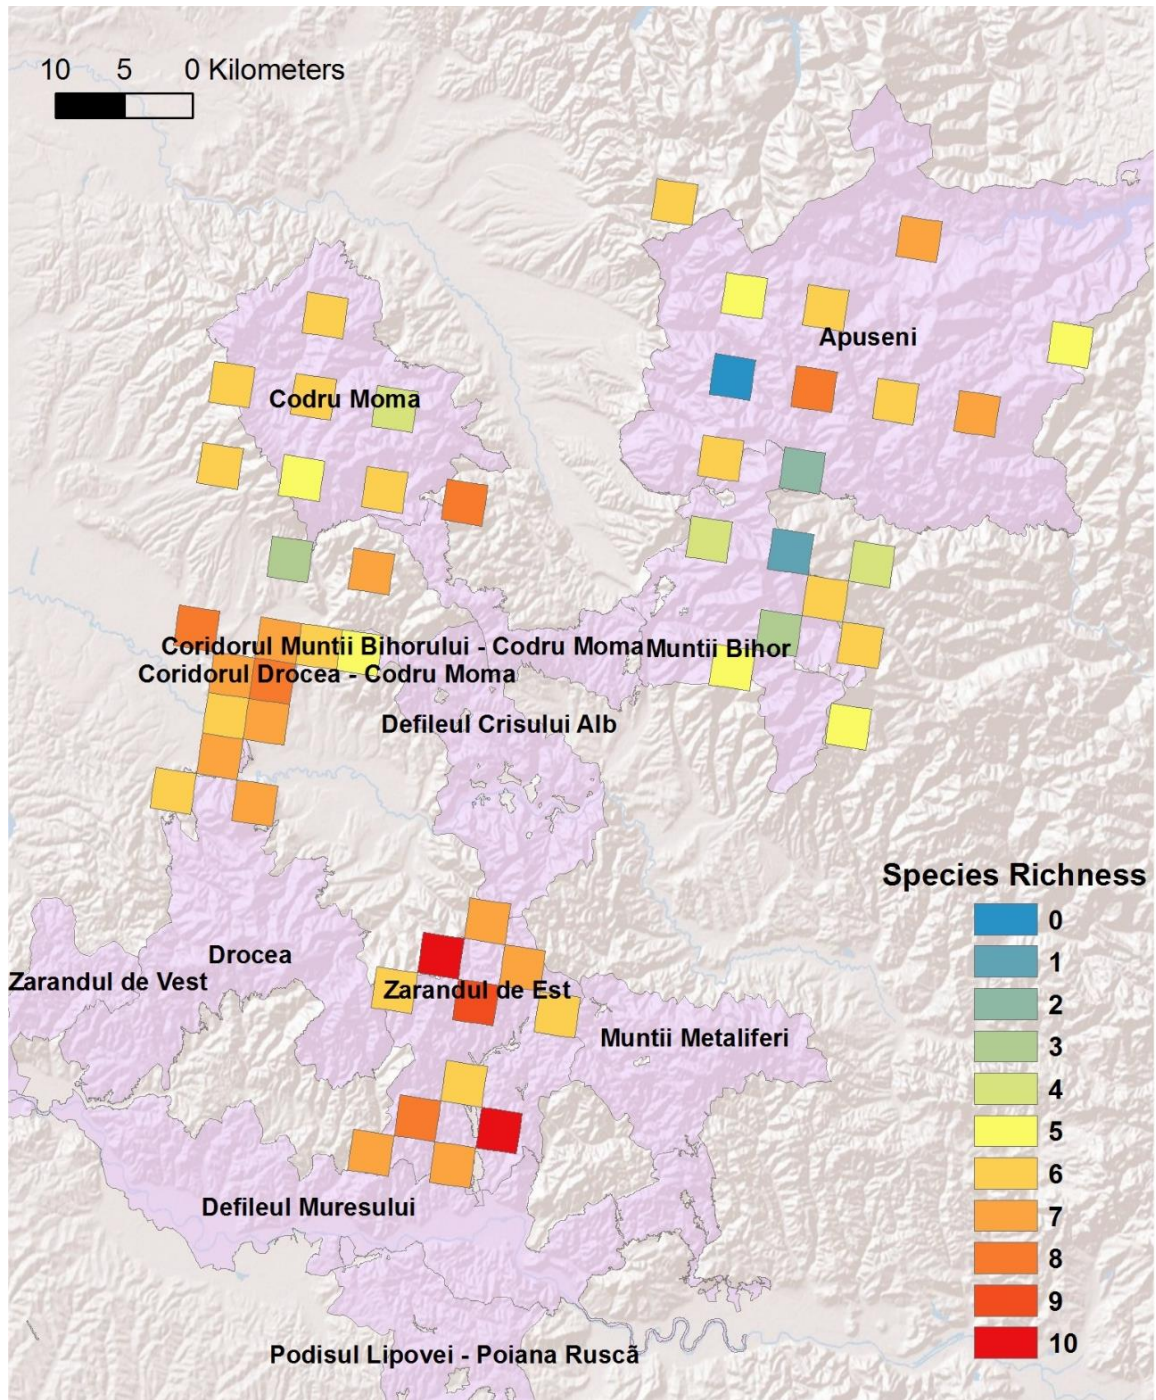 10 5 0 Kilometers
Apuseni
Codru Moma
Coridorul Muntii Bihorului - Codru Moma
Muntii Bihor
Coridorul Drocea - Codru Moma
Defileul Crisului Alb
Species Richness
0
1
2
3
4
5
6
7
8
9
10
Drocea
Zarandul de Vest
Zarandul de Est
Muntii Metaliferi
Defileul Muresului
Podisul Lipovei - Poiana Ruscã